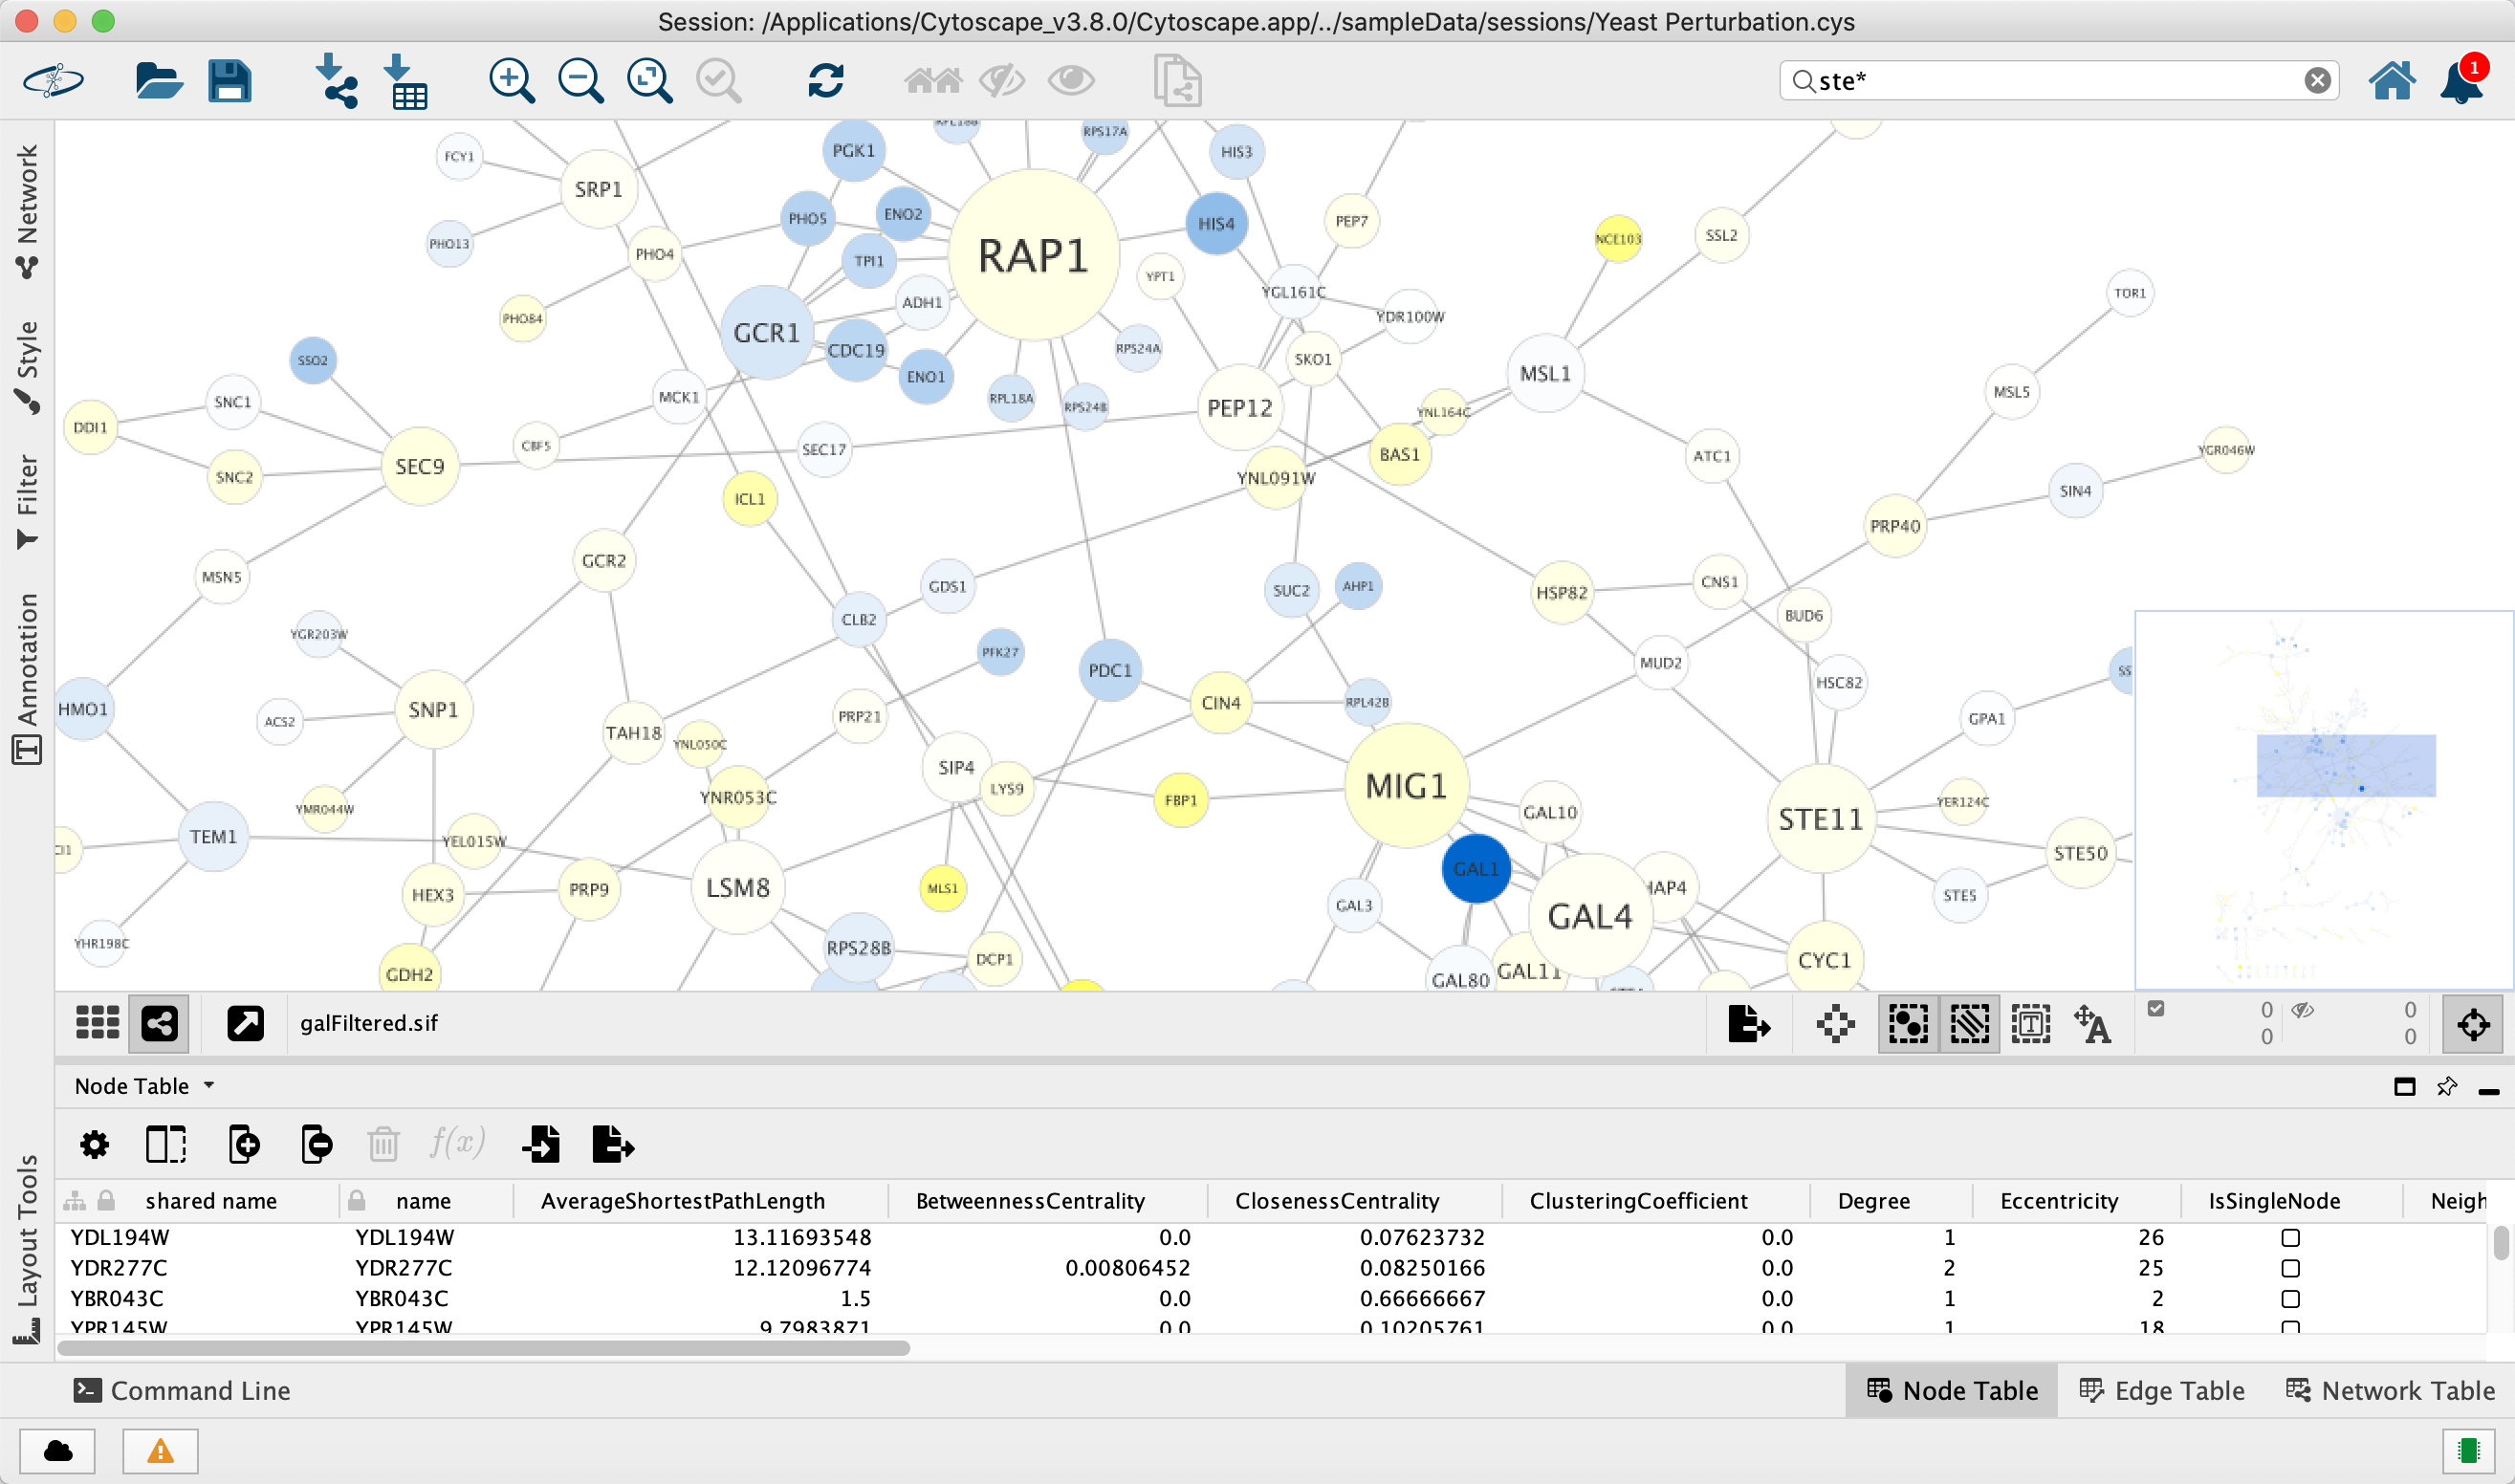 Session: /Applications/Cytoscape_v3.8.0/Cytoscape.app/../sampleData/sessions/Yeast Perturbation.cys
ste*
1
Network
Style
Filter
Annotation
Layout Tools
FCY1
SRP1
PHO13
PHO4
PHO84
PGK1
PHO5
ENO2
TPI1
ADH1
GCR1
CDC19
ENO1
RAP1
RPS17A
HIS3
HIS4
PEP7
YPT1
YGL161C
YDR100W
RPS24A
SKO1
RPL18A
RPS24B
PEP12
NCE103
SSL2
MSL1
TOR1
MSL5
YNL164C
BAS1
YNL091W
ATC1
YGR046W
SIN4
PRP40
SSO2
SNC1
DDI1
SNC2
SEC9
MCK1
CBF5
SEC17
ICL1
MSN5
GCR2
GDS1
CLB2
SUC2
AHP1
HSP82
CNS1
BUD6
MUD2
HSC82
YGR203W
PFK27
PDC1
CIN4
RPL42B
GPA1
HMO1
ACS2
SNP1
TAH18
YNL050C
PRP21
SIP4
LYS9
YNR053C
YMR044W
FBP1
MIG1
GAL10
STE11
YER124C
TEM1
YEL015W
HEX3
PRP9
LSM8
MLS1
GAL1
GAL3
GAL4
STE50
STE5
YHR198C
GDH2
RPS28B
DCP1
GAL80
GAL11
CYC1
galFiltered.sif
0 0
0 0
Node Table
f(x)
shared name name AverageShortestPathLength BetweennessCentrality ClosenessCentrality ClusteringCoefficient Degree Eccentricity IsSingleNode Neigh
YDL194W YDL194W 13.11693548 0.0 0.07623732 0.0 1 26
YDR277C YDR277C 12.12096774 0.00806452 0.08250166 0.0 2 25
YBR043C YBR043C 1.5 0.0 0.66666667 0.0 1 2
YPR145W YPR145W 9.7983871 0.0 0.10205761 0.0 1 18
Command Line
Node Table Edge Table Network Table